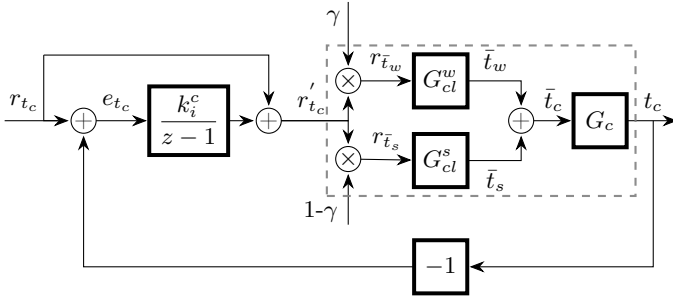 γ
r_{t_c}
e_{t_c}
k_i^c
z − 1
r'_{t_c}
r_{\bar{t}_w}
G_{cl}^w
\bar{t}_w
r_{\bar{t}_s}
G_{cl}^s
\bar{t}_s
\bar{t}_c
G_c
t_c
1-γ
−1